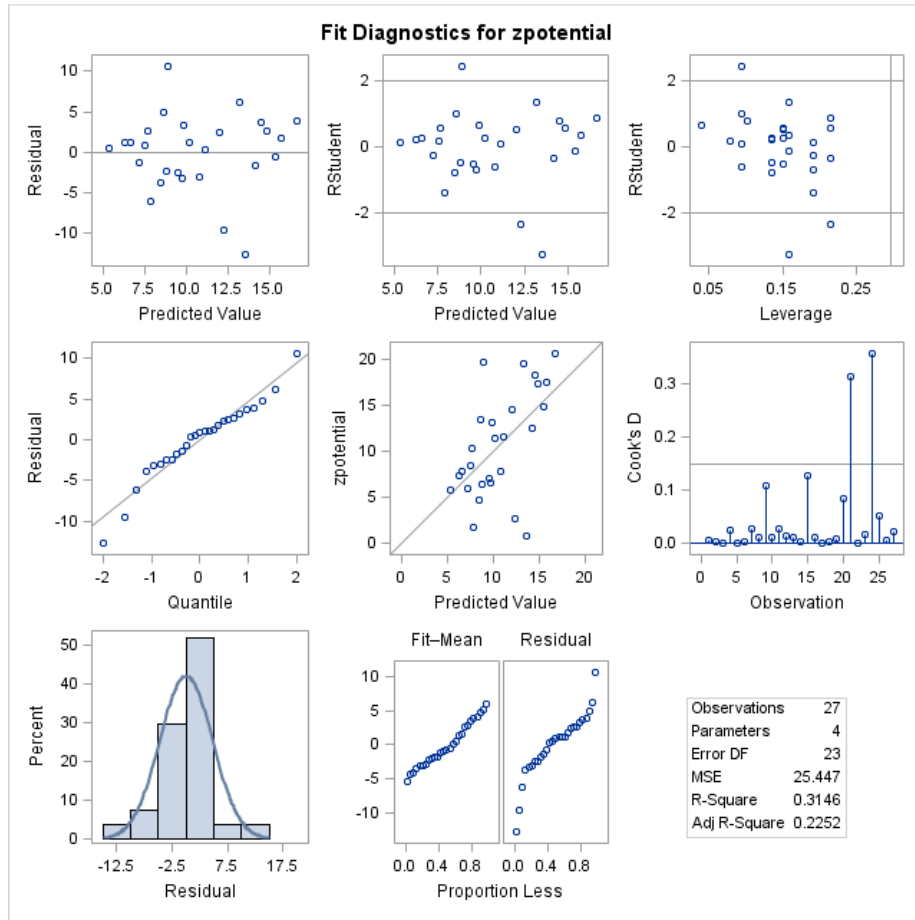 Fit Diagnostics for zpotential
10
5
0
-5
-10
Residual
5.0 7.5 10.0 12.5 15.0
Predicted Value
2
0
-2
RStudent
5.0 7.5 10.0 12.5 15.0
Predicted Value
2
0
-2
RStudent
0.05 0.15 0.25
Leverage
10
5
0
-5
-10
Residual
-2 -1 0 1 2
Quantile
20
15
10
5
0
zpotential
0 5 10 15 20
Predicted Value
0.3
0.2
0.1
0.0
Cook's D
0 5 10 15 20 25
Observation
50
40
30
20
10
0
Percent
-12.5 -2.5 7.5 17.5
Residual
Fit–Mean Residual
10
5
0
-5
-10
0.0 0.4 0.8 0.0 0.4 0.8
Proportion Less
Observations 27
Parameters 4
Error DF 23
MSE 25.447
R-Square 0.3146
Adj R-Square 0.2252